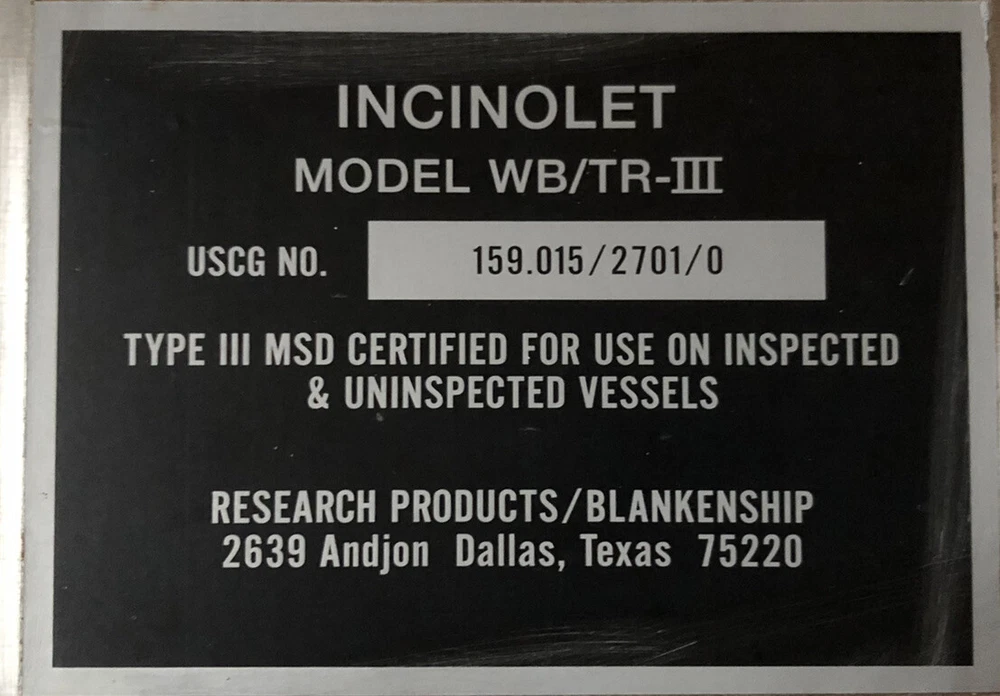 INCINOLET
MODEL WB/TR-III
USCG NO. 159.015/2701/0
TYPE III MSD CERTIFIED FOR USE ON INSPECTED
& UNINSPECTED VESSELS
RESEARCH PRODUCTS/BLANKENSHIP
2639 Andjon Dallas, Texas 75220